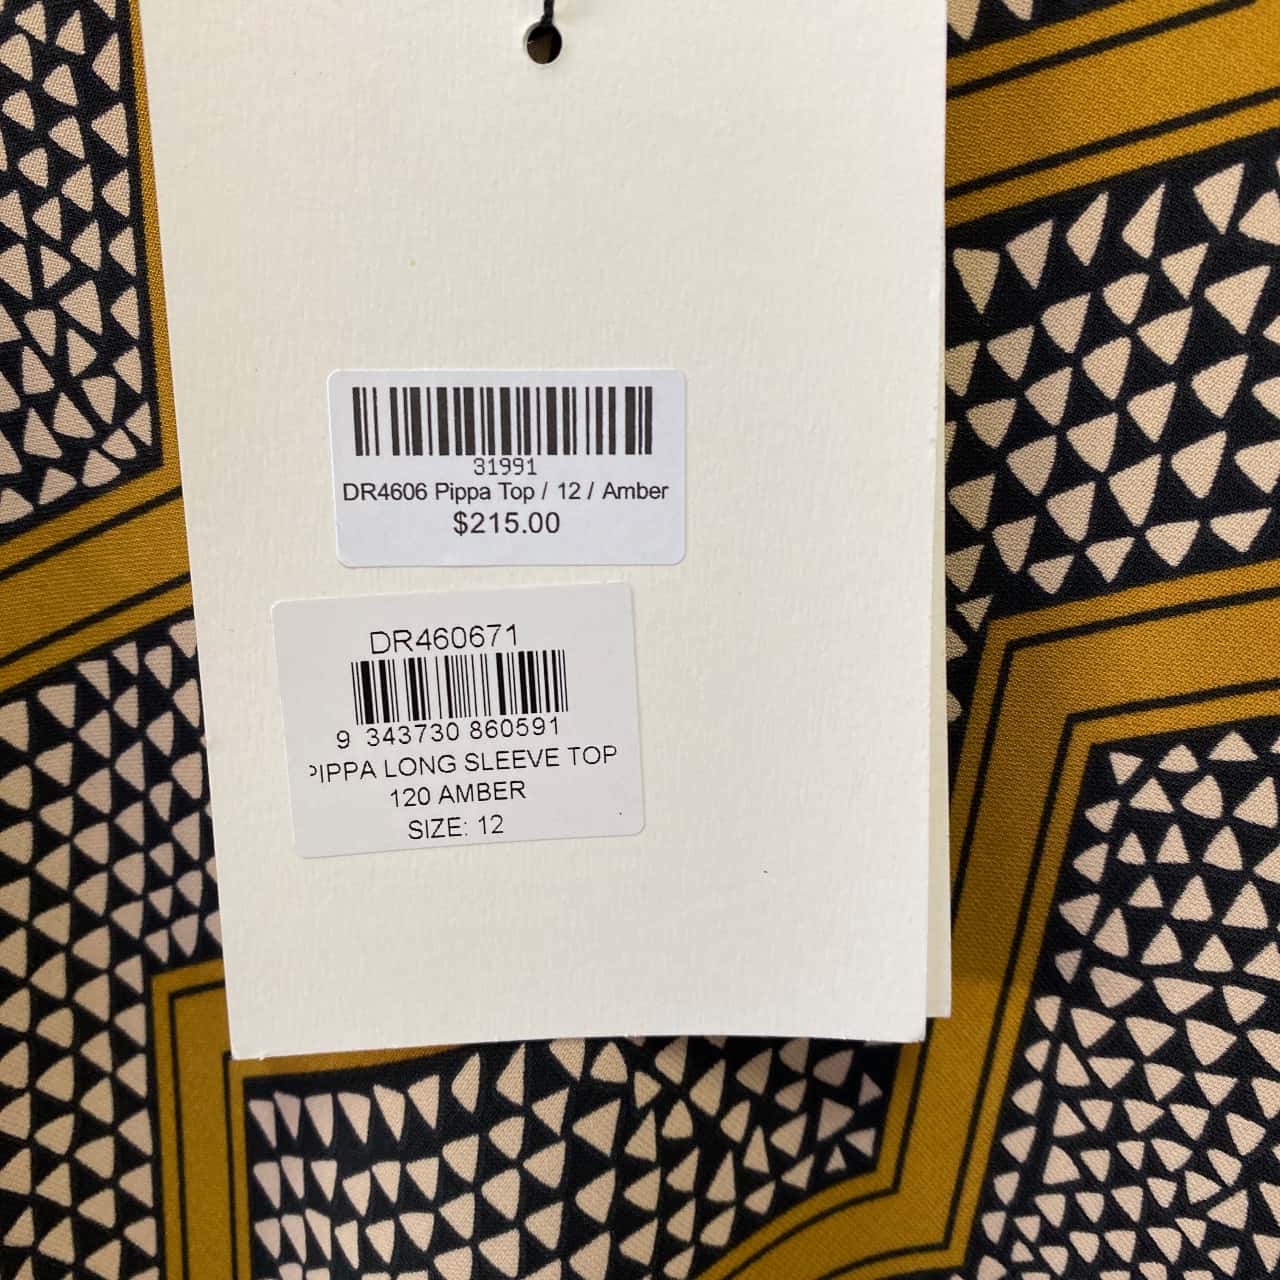 31991
DR4606 Pippa Top / 12 / Amber
$215.00
DR460671
9 343730 860591
PIPPA LONG SLEEVE TOP
120 AMBER
SIZE: 12